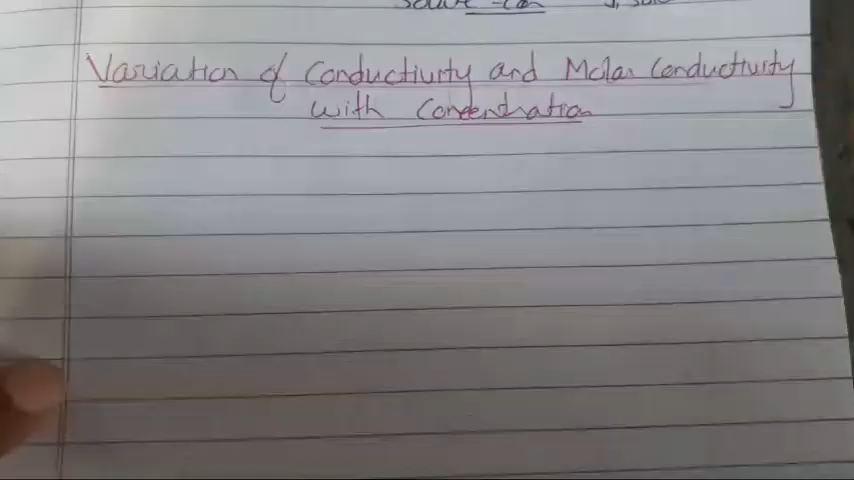 Variation of Conductivity and Molar Conductivity
with Concentration